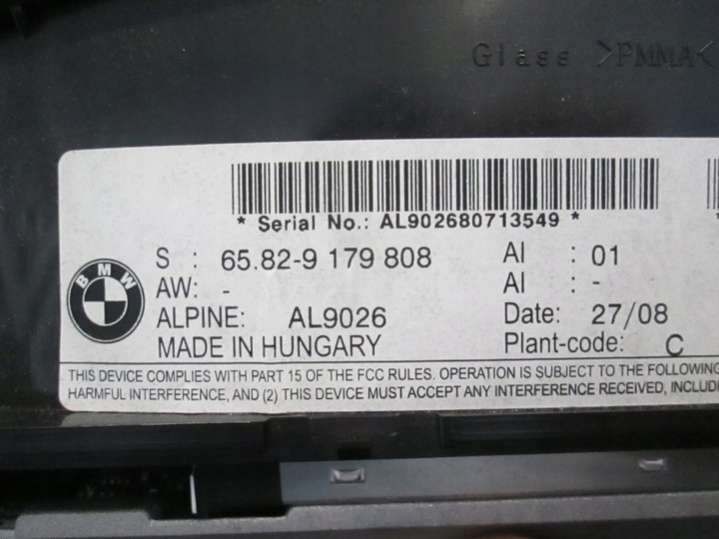 Glass >PMMA<
* Serial No.: AL902680713549 *
S : 65.82-9 179 808 AI : 01
BMW
AW: - AI : -
ALPINE: AL9026 Date: 27/08
MADE IN HUNGARY Plant-code: C
THIS DEVICE COMPLIES WITH PART 15 OF THE FCC RULES. OPERATION IS SUBJECT TO THE FOLLOWING
HARMFUL INTERFERENCE, AND (2) THIS DEVICE MUST ACCEPT ANY INTERFERENCE RECEIVED, INCLUDI